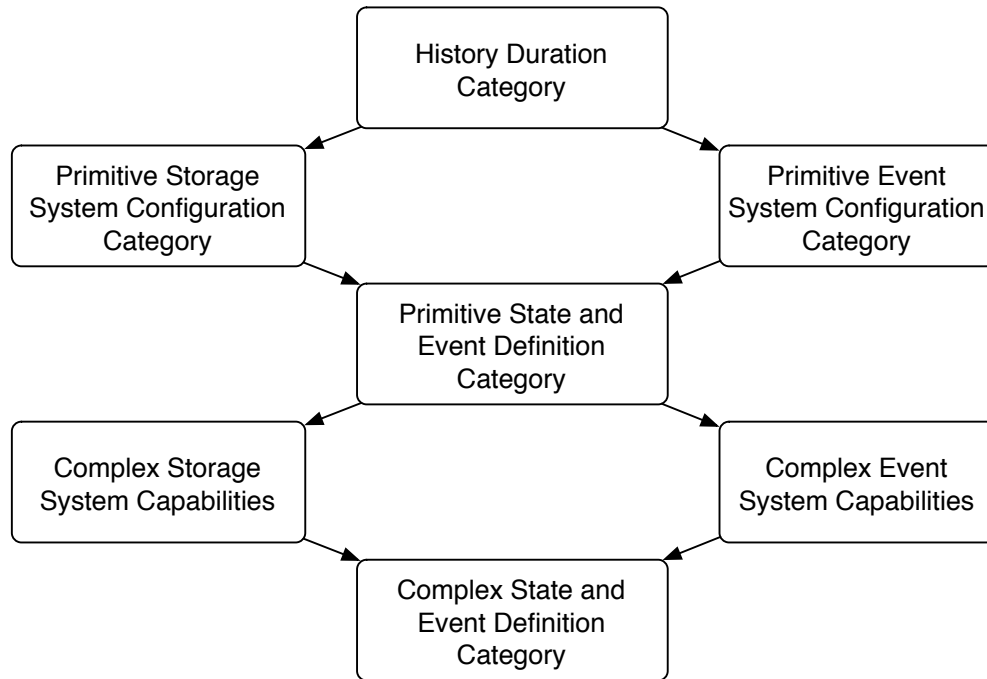 History Duration
Category
Primitive Storage
System Configuration
Category
Primitive Event
System Configuration
Category
Primitive State and
Event Definition
Category
Complex Storage
System Capabilities
Complex Event
System Capabilities
Complex State and
Event Definition
Category